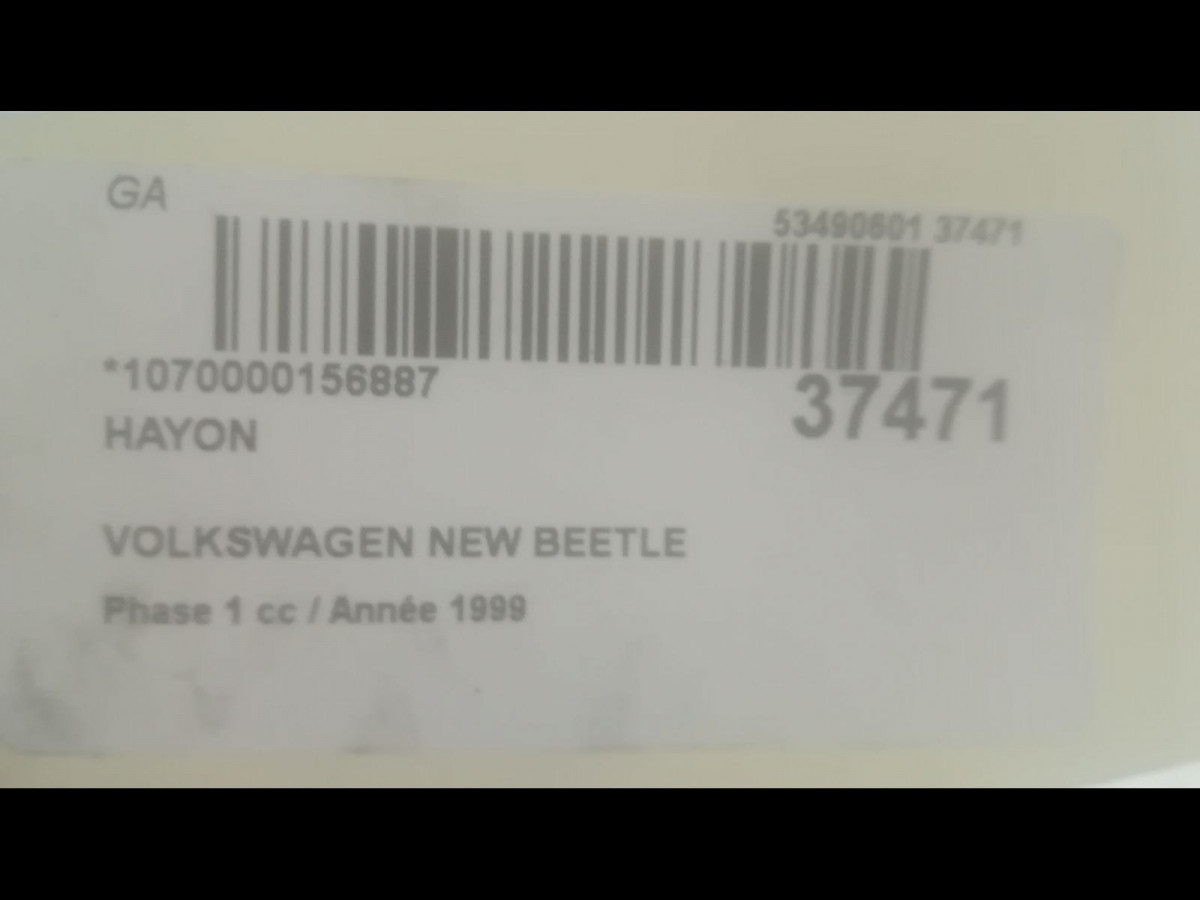 GA
53490601 37471
*1070000156887
37471
HAYON
VOLKSWAGEN NEW BEETLE
Phase 1 cc / Année 1999